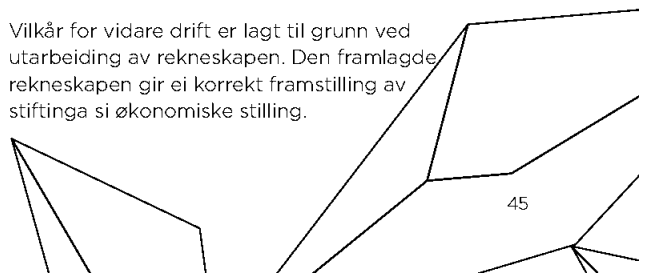 Vilkår for vidare drift er lagt til grunn ved
utarbeiding av rekneskapen. Den framlagde
rekneskapen gir ei korrekt framstilling av
stiftinga si økonomiske stilling.
45